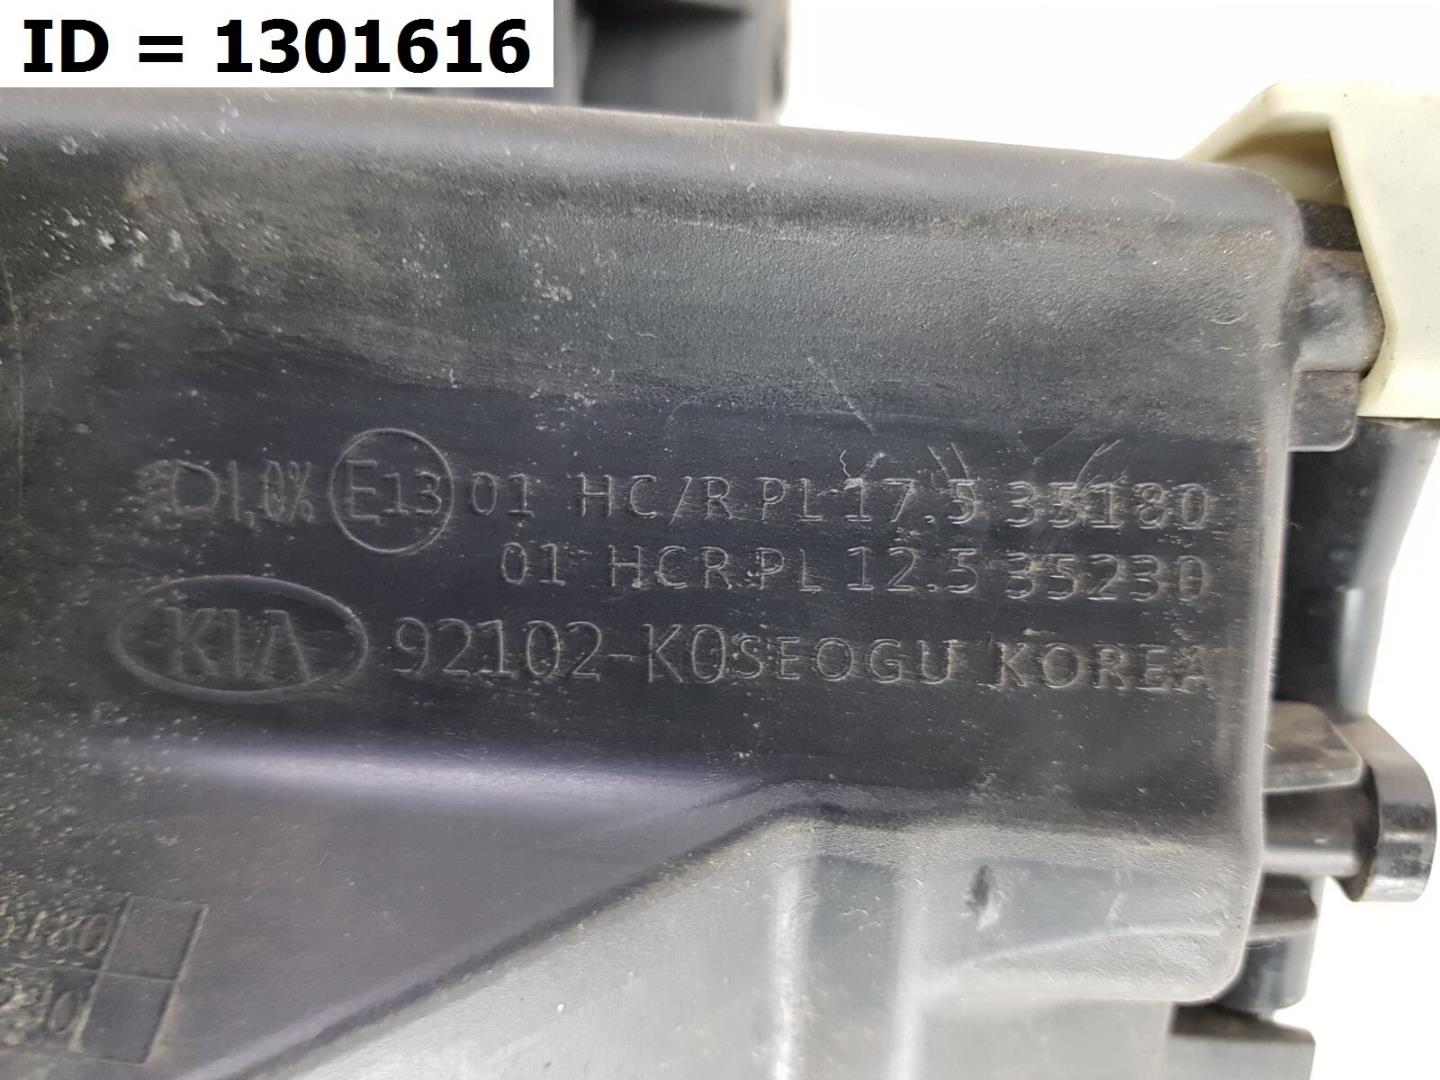 ID = 1301616
1,0% E13 01 HC/R PL 17.5 35180
01 HCR PL 12.5 35230
KIA 92102-K0 SEOGU KOREA